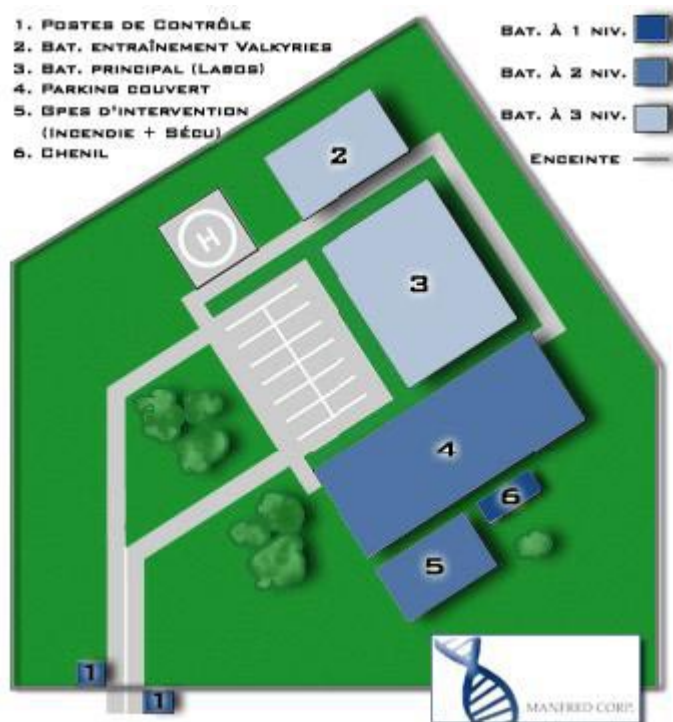 1. Postes de Contrôle
2. Bat. entraînement Valkyries
3. Bat. principal (Labos)
4. Parking couvert
5. Gpes d'intervention
(Incendie + Sécu)
6. Chenil
Bat. à 1 niv.
Bat. à 2 niv.
Bat. à 3 niv.
Enceinte
2
H
3
4
6
5
1
1
MANFRED CORP.